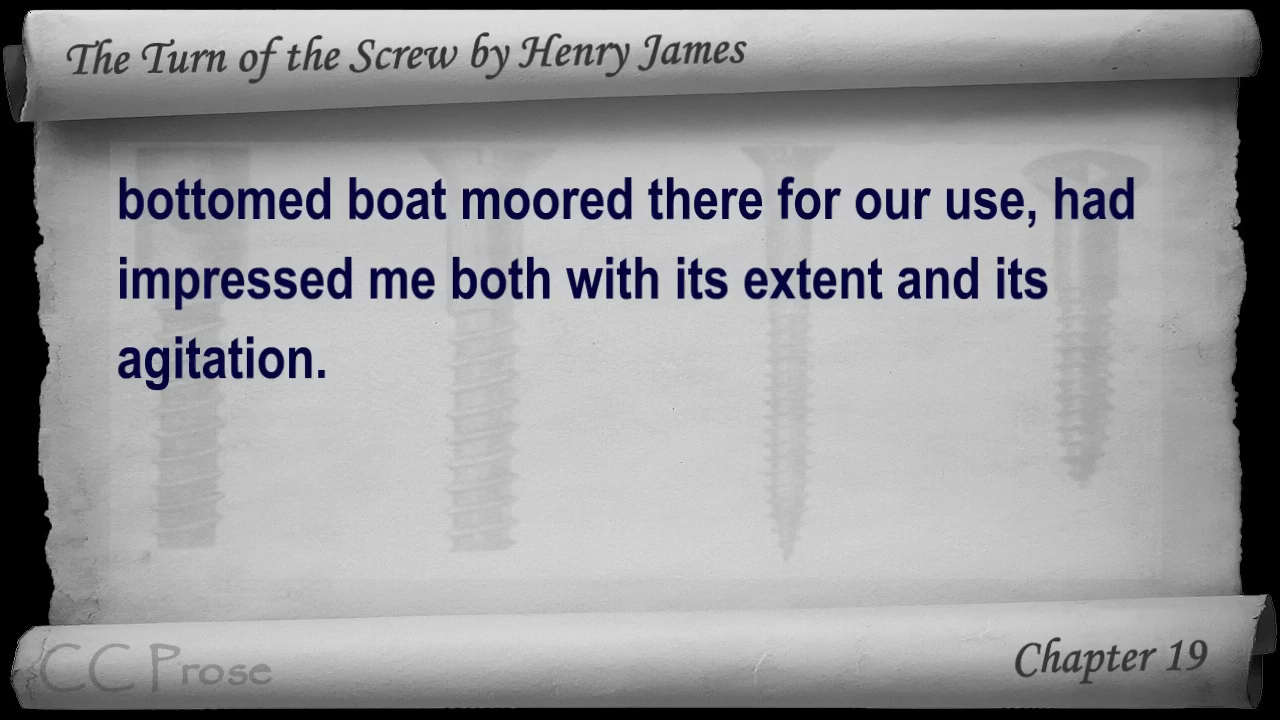 The Turn of the Screw by Henry James
bottomed boat moored there for our use, had
impressed me both with its extent and its
agitation.
CC Prose
Chapter 19